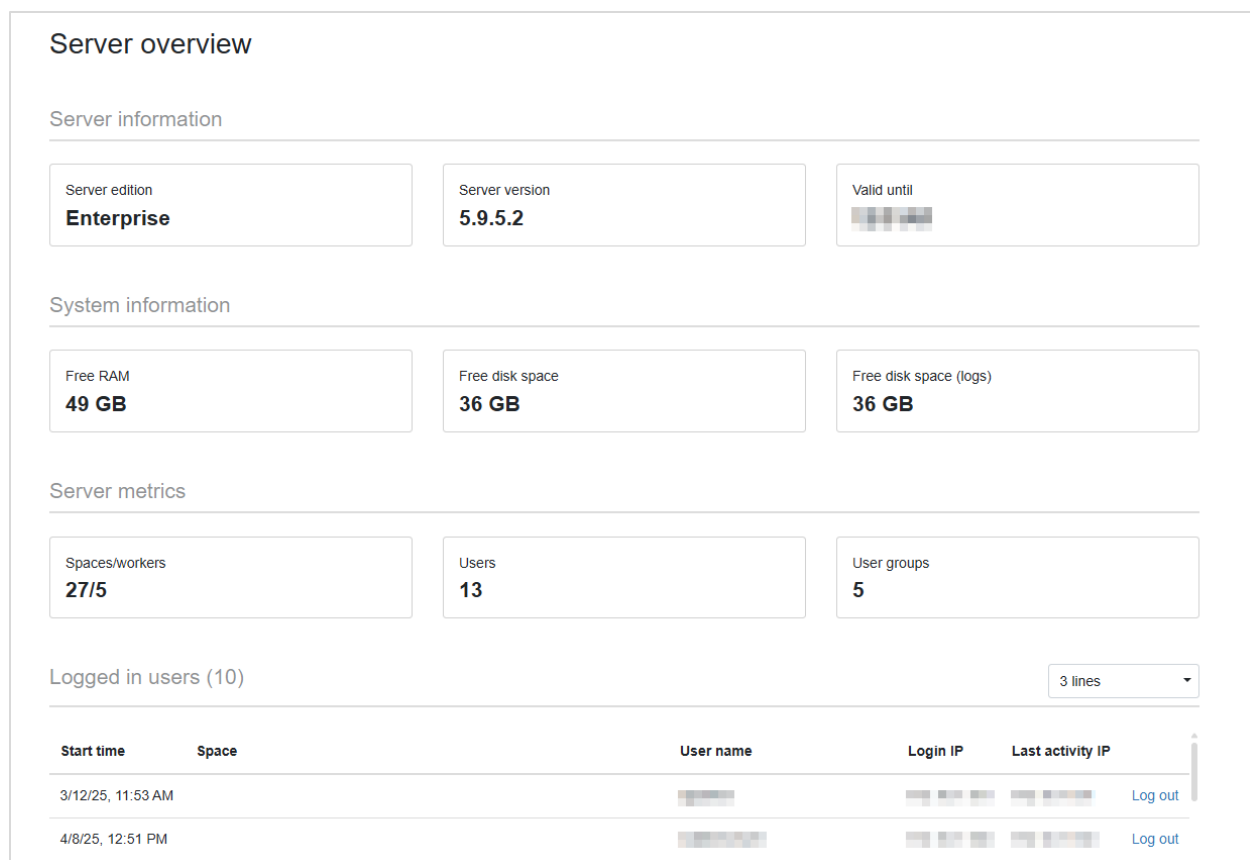 Server overview
Server information
Server edition
Enterprise
Server version
5.9.5.2
Valid until
System information
Free RAM
49 GB
Free disk space
36 GB
Free disk space (logs)
36 GB
Server metrics
Spaces/workers
27/5
Users
13
User groups
5
Logged in users (10)
3 lines
Start time Space User name Login IP Last activity IP
3/12/25, 11:53 AM Log out
4/8/25, 12:51 PM Log out